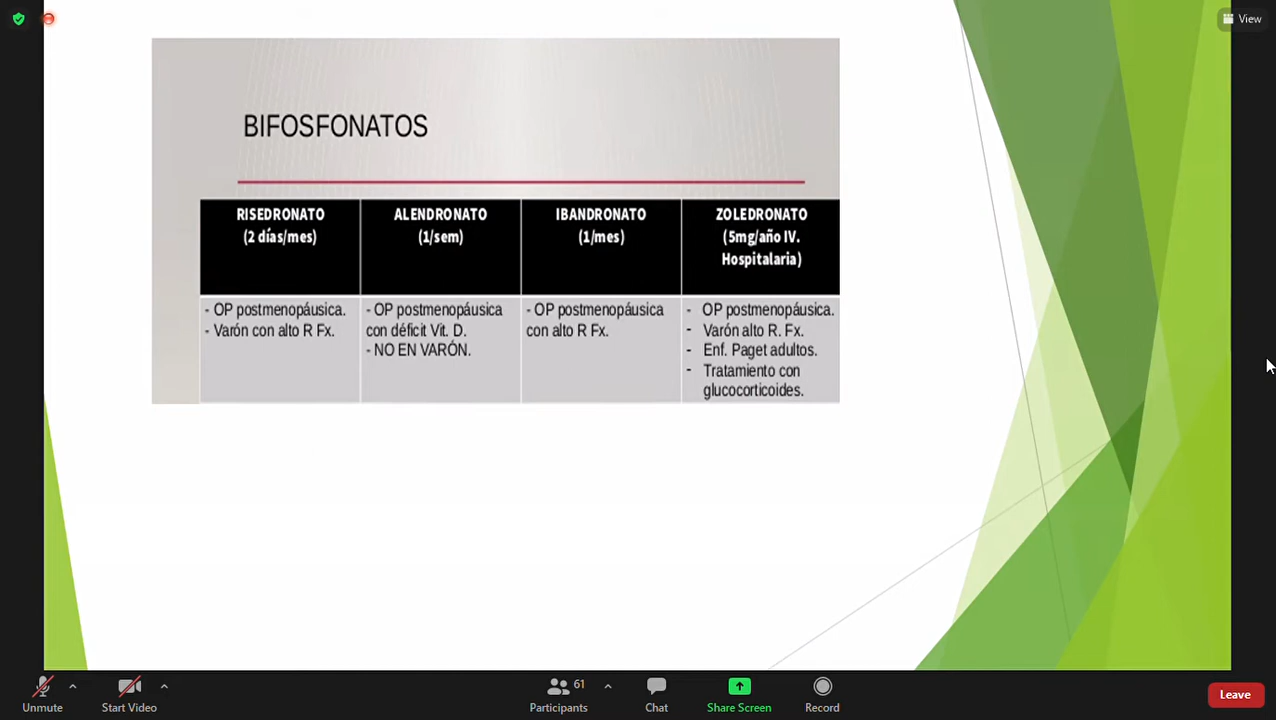 View
BIFOSFONATOS
RISEDRONATO
(2 días/mes)
ALENDRONATO
(1/sem)
IBANDRONATO
(1/mes)
ZOLEDRONATO
(5mg/año IV.
Hospitalaria)
- OP postmenopáusica.
- Varón con alto R Fx.
- OP postmenopáusica
con déficit Vit. D.
- NO EN VARÓN.
- OP postmenopáusica
con alto R Fx.
- OP postmenopáusica.
- Varón alto R. Fx.
- Enf. Paget adultos.
- Tratamiento con
glucocorticoides.
Unmute
Start Video
61
Participants
Chat
Share Screen
Record
Leave